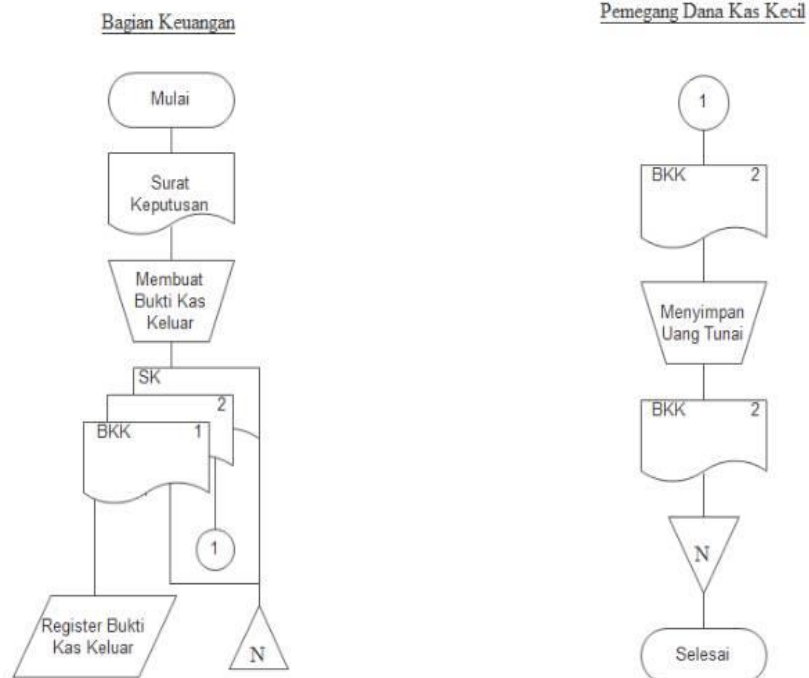 Bagian Keuangan
Mulai
Surat
Keputusan
Membuat
Bukti Kas
Keluar
SK
2
BKK 1
1
Register Bukti
Kas Keluar
N
Pemegang Dana Kas Kecil
1
BKK 2
Menyimpan
Uang Tunai
BKK 2
N
Selesai